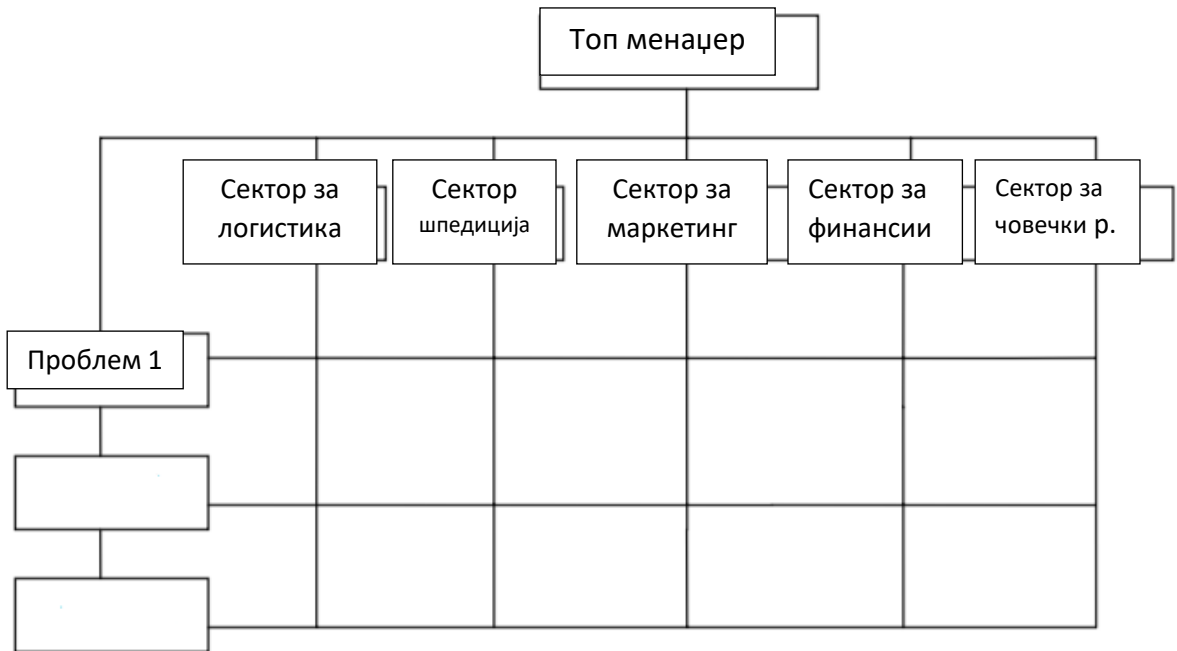 Топ менаџер
Сектор за
логистика
Сектор
шпедиција
Сектор за
маркетинг
Сектор за
финансии
Сектор за
човечки р.
Проблем 1